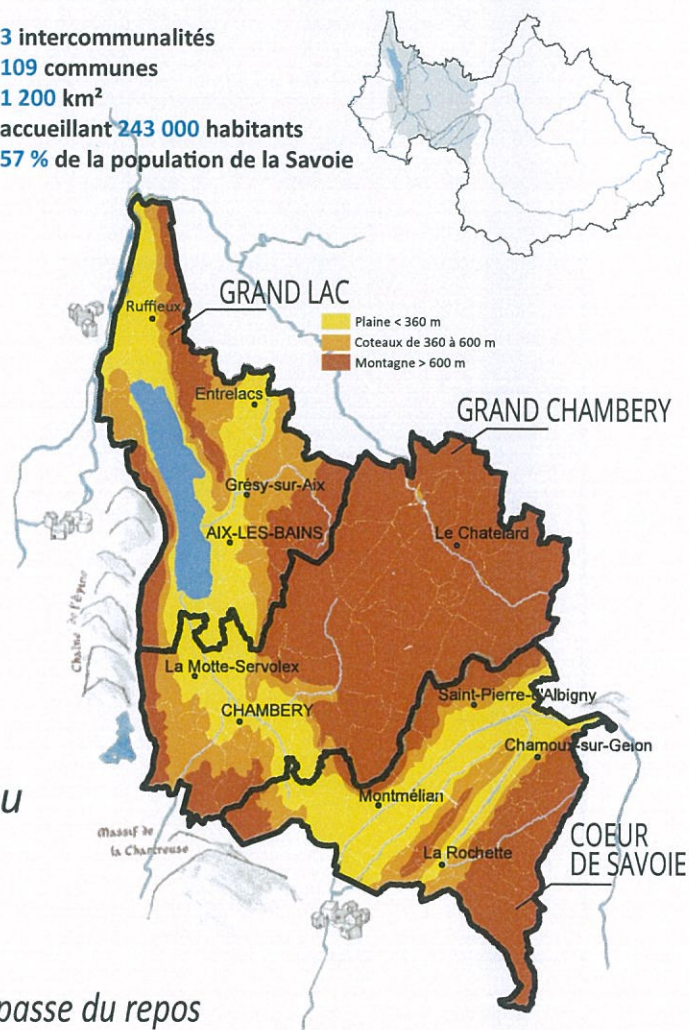 3 intercommunalités
109 communes
1 200 km²
accueillant 243 000 habitants
57 % de la population de la Savoie
GRAND LAC
Ruffieux
Plaine < 360 m
Coteaux de 360 à 600 m
Montagne > 600 m
Entrelacs
GRAND CHAMBERY
Grésy-sur-Aix
AIX-LES-BAINS
Le Chatelard
Chaîne de l'Épine
La Motte-Servolex
Saint-Pierre-d'Albigny
CHAMBERY
Chamoux-sur-Gelon
u
Montmélian
Massif de
la Chartreuse
La Rochette
COEUR
DE SAVOIE
passe du repos